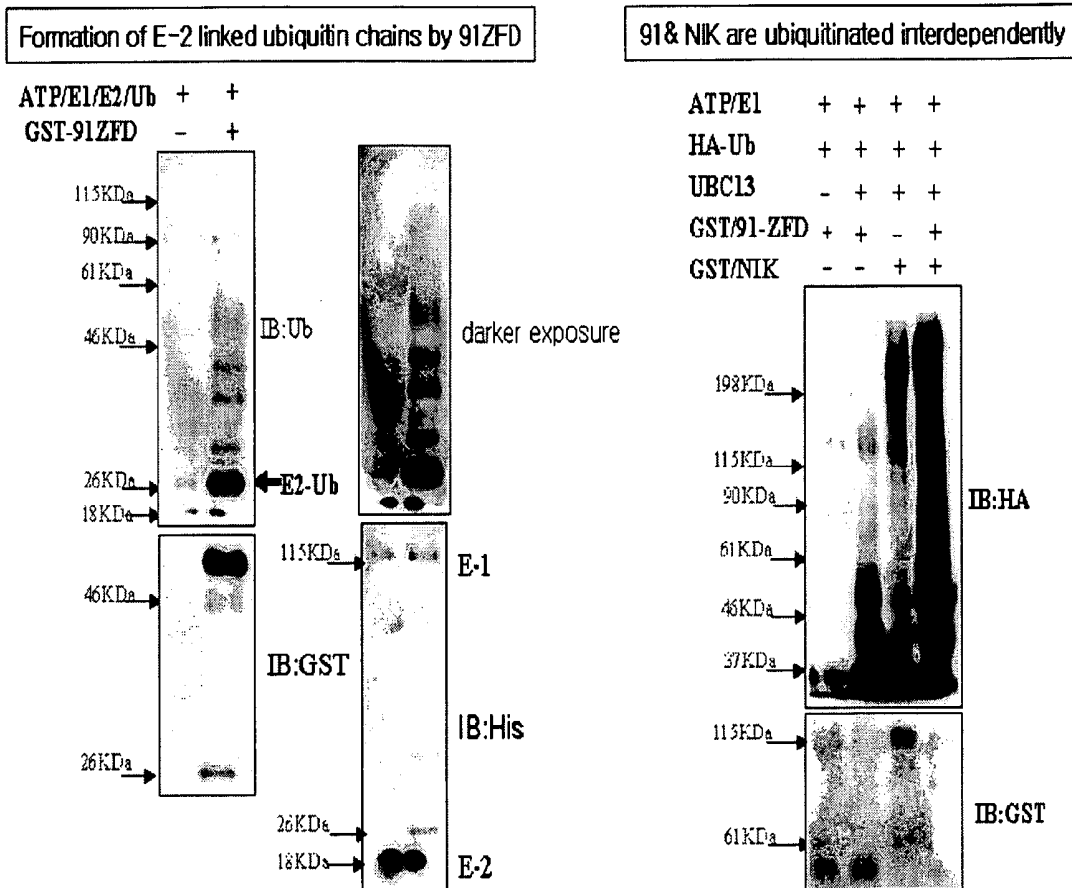 Formation of E-2 linked ubiquitin chains by 91ZFD
ATP/E1/E2/Ub + +
GST-91ZFD - +
115KDa
90KDa
61KDa
46KDa
26KDa
18KDa
IB:Ub
E2-Ub
darker exposure
46KDa
26KDa
IB:GST
115KDa
26KDa
18KDa
E-1
IB:His
E-2
91& NIK are ubiquitinated interdependently
ATP/E1 + + + +
HA-Ub + + + +
UBC13 - + + +
GST/91-ZFD + + - +
GST/NIK - - + +
198KDa
115KDa
90KDa
61KDa
46KDa
37KDa
IB:HA
115KDa
61KDa
IB:GST